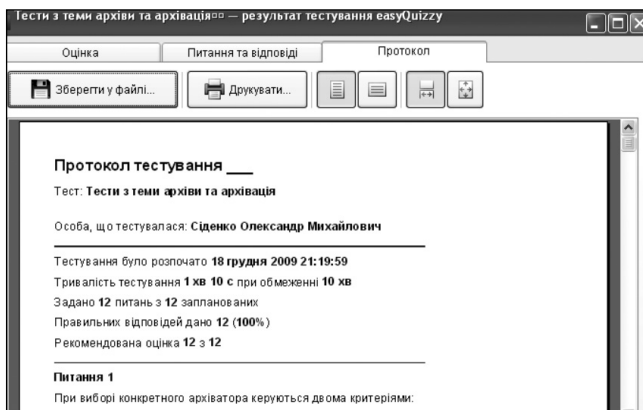 Тести з теми архіви та архівація▫▫ — результат тестування easyQuizzy
Оцінка
Питання та відповіді
Протокол
Зберегти у файлі...
Друкувати...
Протокол тестування ___
Тест: Тести з теми архіви та архівація
Особа, що тестувалася: Сіденко Олександр Михайлович
Тестування було розпочато 18 грудня 2009 21:19:59
Тривалість тестування 1 хв 10 с при обмеженні 10 хв
Задано 12 питань з 12 запланованих
Правильних відповідей дано 12 (100%)
Рекомендована оцінка 12 з 12
Питання 1
При виборі конкретного архіватора керуються двома критеріями: